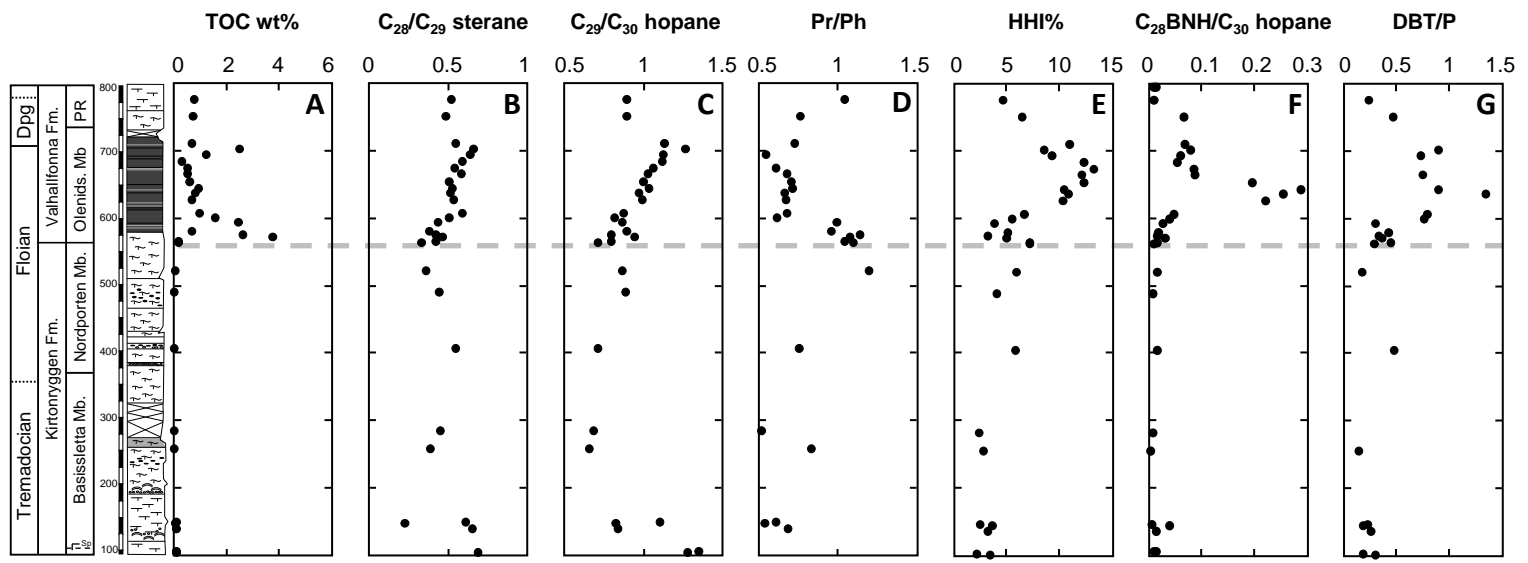 TOC wt% C₂₈/C₂₉ sterane C₂₉/C₃₀ hopane Pr/Ph HHI% C₂₈BNH/C₃₀ hopane DBT/P
0 2 4 6 0 0.5 1 0.5 1 1.5 0.5 1 1.5 0 5 10 15 0 0.1 0.2 0.3 0 0.5 1 1.5
A B C D E F G
800
700
600
500
400
300
200
100
Dpg
Floian
Tremadocian
Valhallfonna Fm.
Kirtonryggen Fm.
PR
Olenids. Mb
Nordporten Mb.
Basissletta Mb.
Sp